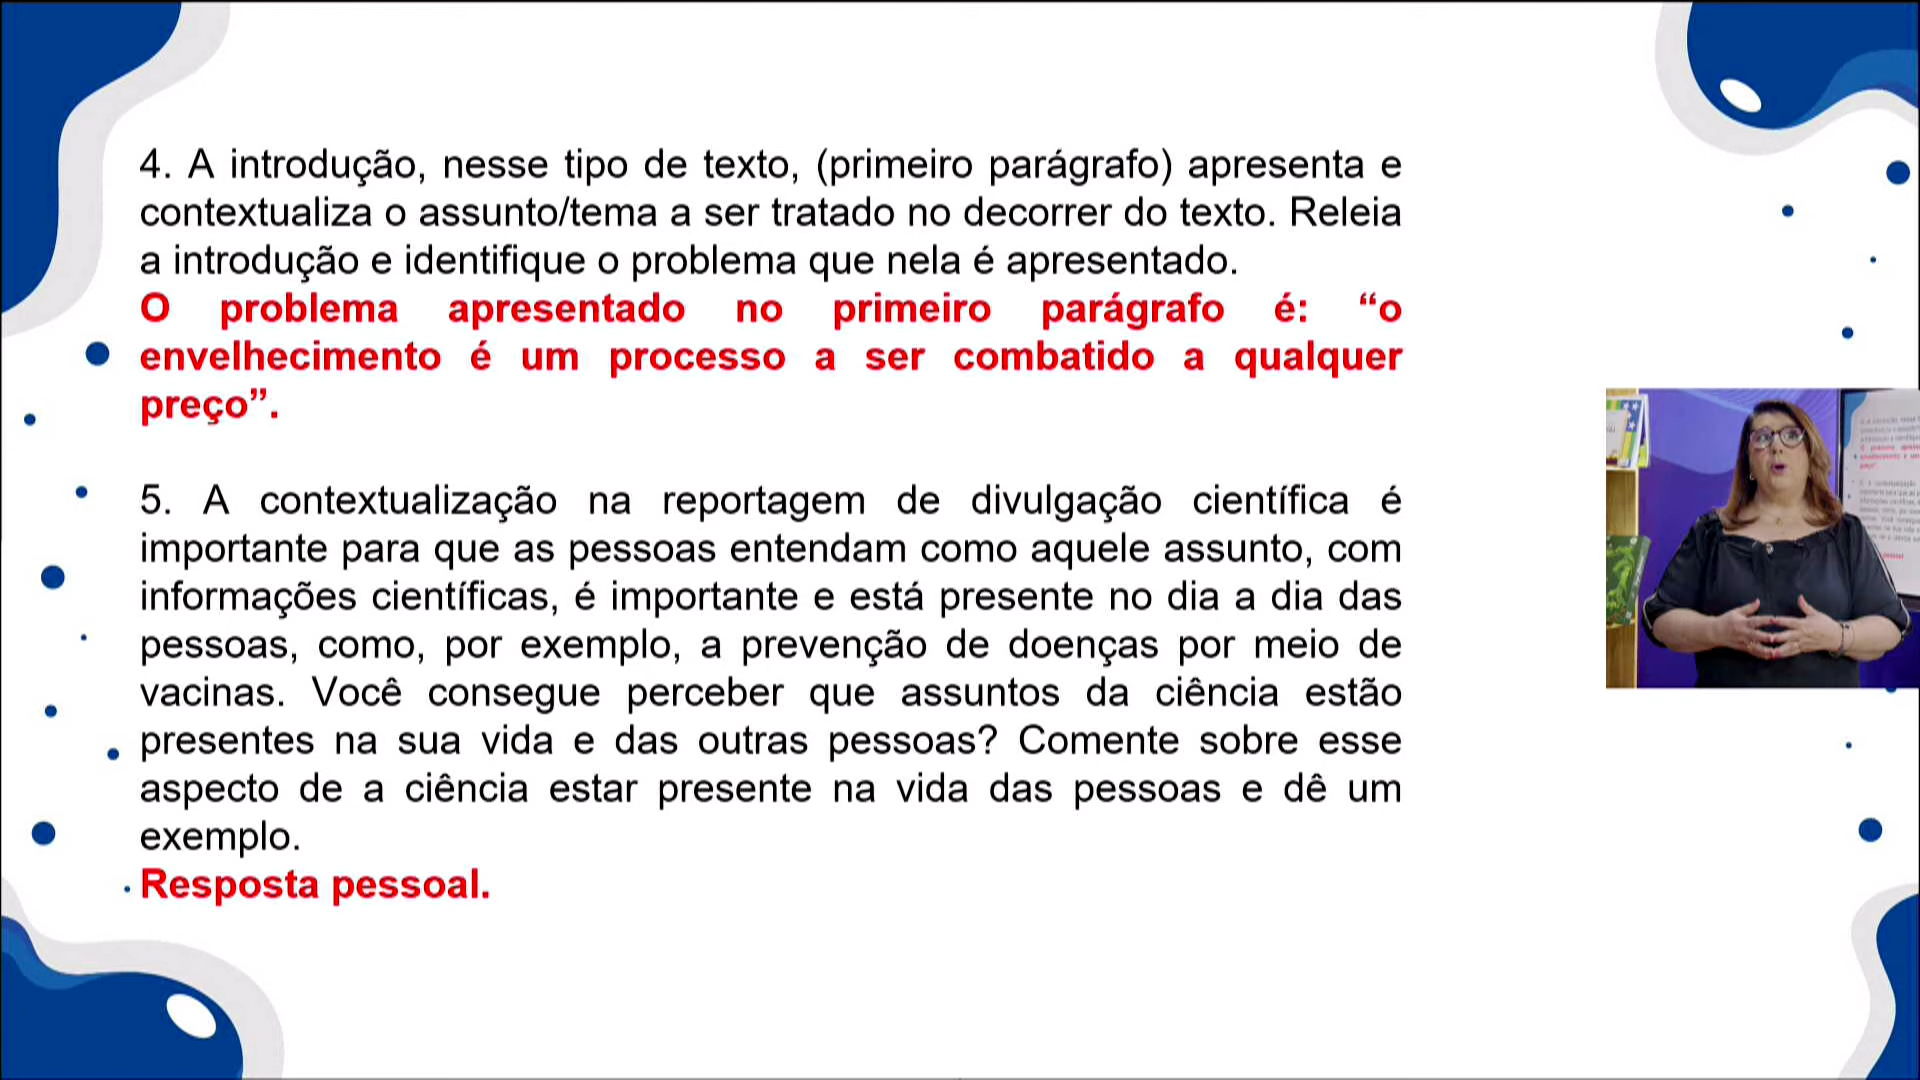 4. A introdução, nesse tipo de texto, (primeiro parágrafo) apresenta e
contextualiza o assunto/tema a ser tratado no decorrer do texto. Releia
a introdução e identifique o problema que nela é apresentado.
O problema apresentado no primeiro parágrafo é: “o
envelhecimento é um processo a ser combatido a qualquer
preço”.
5. A contextualização na reportagem de divulgação científica é
importante para que as pessoas entendam como aquele assunto, com
informações científicas, é importante e está presente no dia a dia das
pessoas, como, por exemplo, a prevenção de doenças por meio de
vacinas. Você consegue perceber que assuntos da ciência estão
presentes na sua vida e das outras pessoas? Comente sobre esse
aspecto de a ciência estar presente na vida das pessoas e dê um
exemplo.
Resposta pessoal.